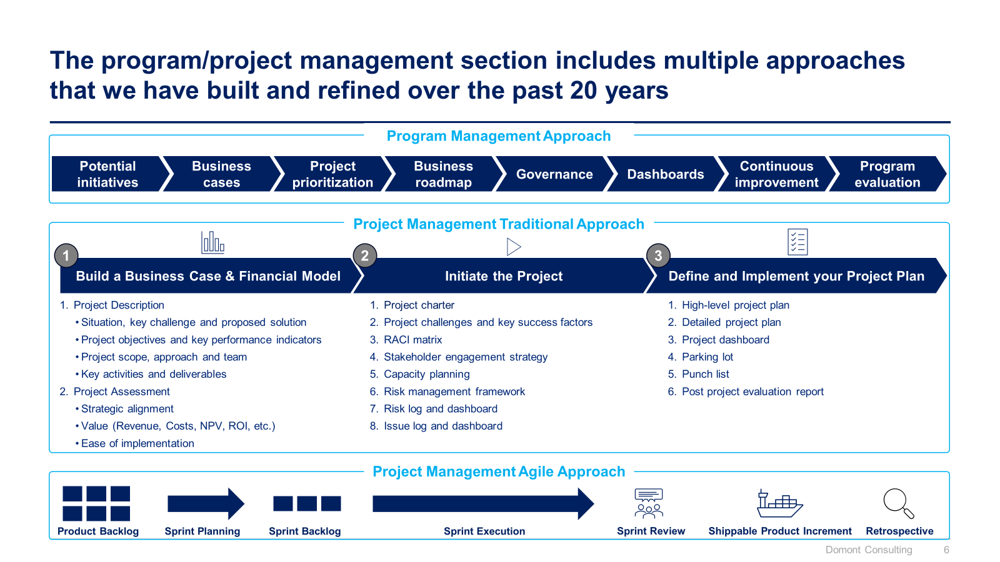 The program/project management section includes multiple approaches
that we have built and refined over the past 20 years
Program Management Approach
Potential
initiatives
Business
cases
Project
prioritization
Business
roadmap
Governance
Dashboards
Continuous
improvement
Program
evaluation
Project Management Traditional Approach
1
Build a Business Case & Financial Model
1. Project Description
• Situation, key challenge and proposed solution
• Project objectives and key performance indicators
• Project scope, approach and team
• Key activities and deliverables
2. Project Assessment
• Strategic alignment
• Value (Revenue, Costs, NPV, ROI, etc.)
• Ease of implementation
2
Initiate the Project
1. Project charter
2. Project challenges and key success factors
3. RACI matrix
4. Stakeholder engagement strategy
5. Capacity planning
6. Risk management framework
7. Risk log and dashboard
8. Issue log and dashboard
3
Define and Implement your Project Plan
1. High-level project plan
2. Detailed project plan
3. Project dashboard
4. Parking lot
5. Punch list
6. Post project evaluation report
Project Management Agile Approach
Product Backlog
Sprint Planning
Sprint Backlog
Sprint Execution
Sprint Review
Shippable Product Increment
Retrospective
Domont Consulting
6